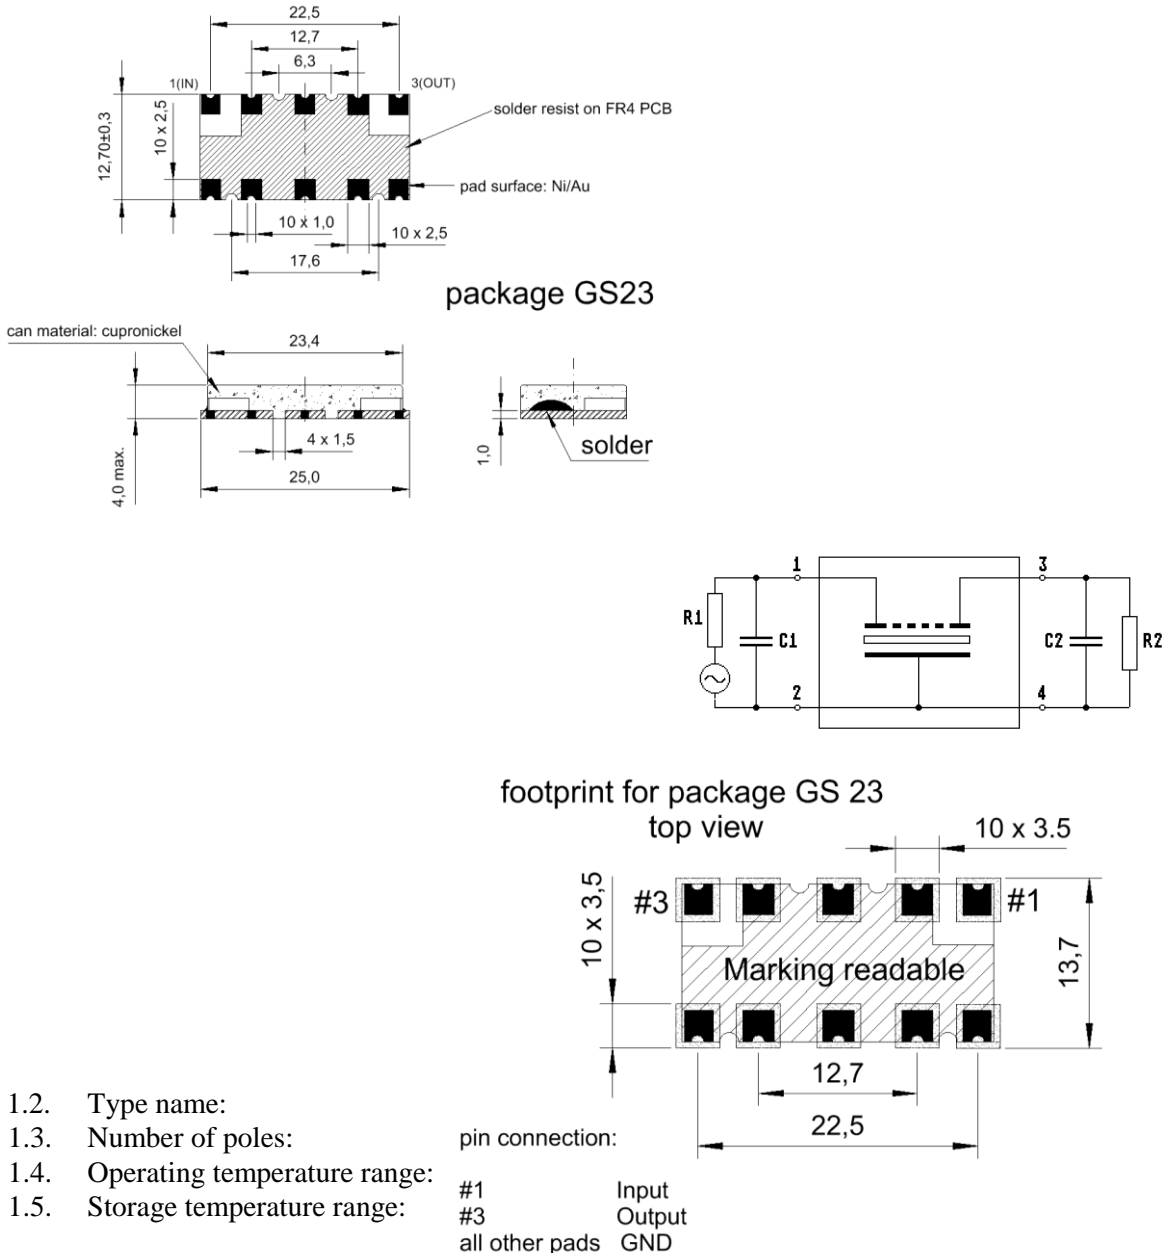 22,5
12,7
6,3
1(IN)
3(OUT)
solder resist on FR4 PCB
12,70±0,3
10 x 2,5
pad surface: Ni/Au
10 x 1,0
10 x 2,5
17,6
package GS23
can material: cupronickel
23,4
4 x 1,5
1,0
solder
4,0 max.
25,0
1
3
R1
C1
C2
R2
2
4
footprint for package GS 23
top view
10 x 3.5
10 x 3,5
#3
#1
13,7
Marking readable
12,7
22,5
1.2. Type name:
1.3. Number of poles:
1.4. Operating temperature range:
1.5. Storage temperature range:
pin connection:
#1 Input
#3 Output
all other pads GND